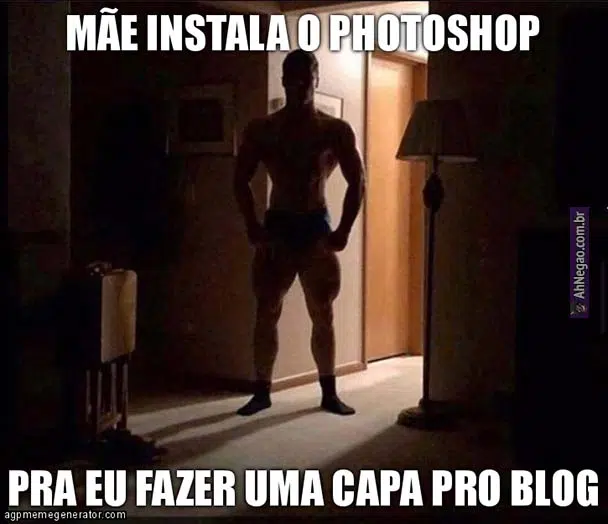 MÃE INSTALA O PHOTOSHOP
AhNegao.com.br
PRA EU FAZER UMA CAPA PRO BLOG
agpmemegenerator.com